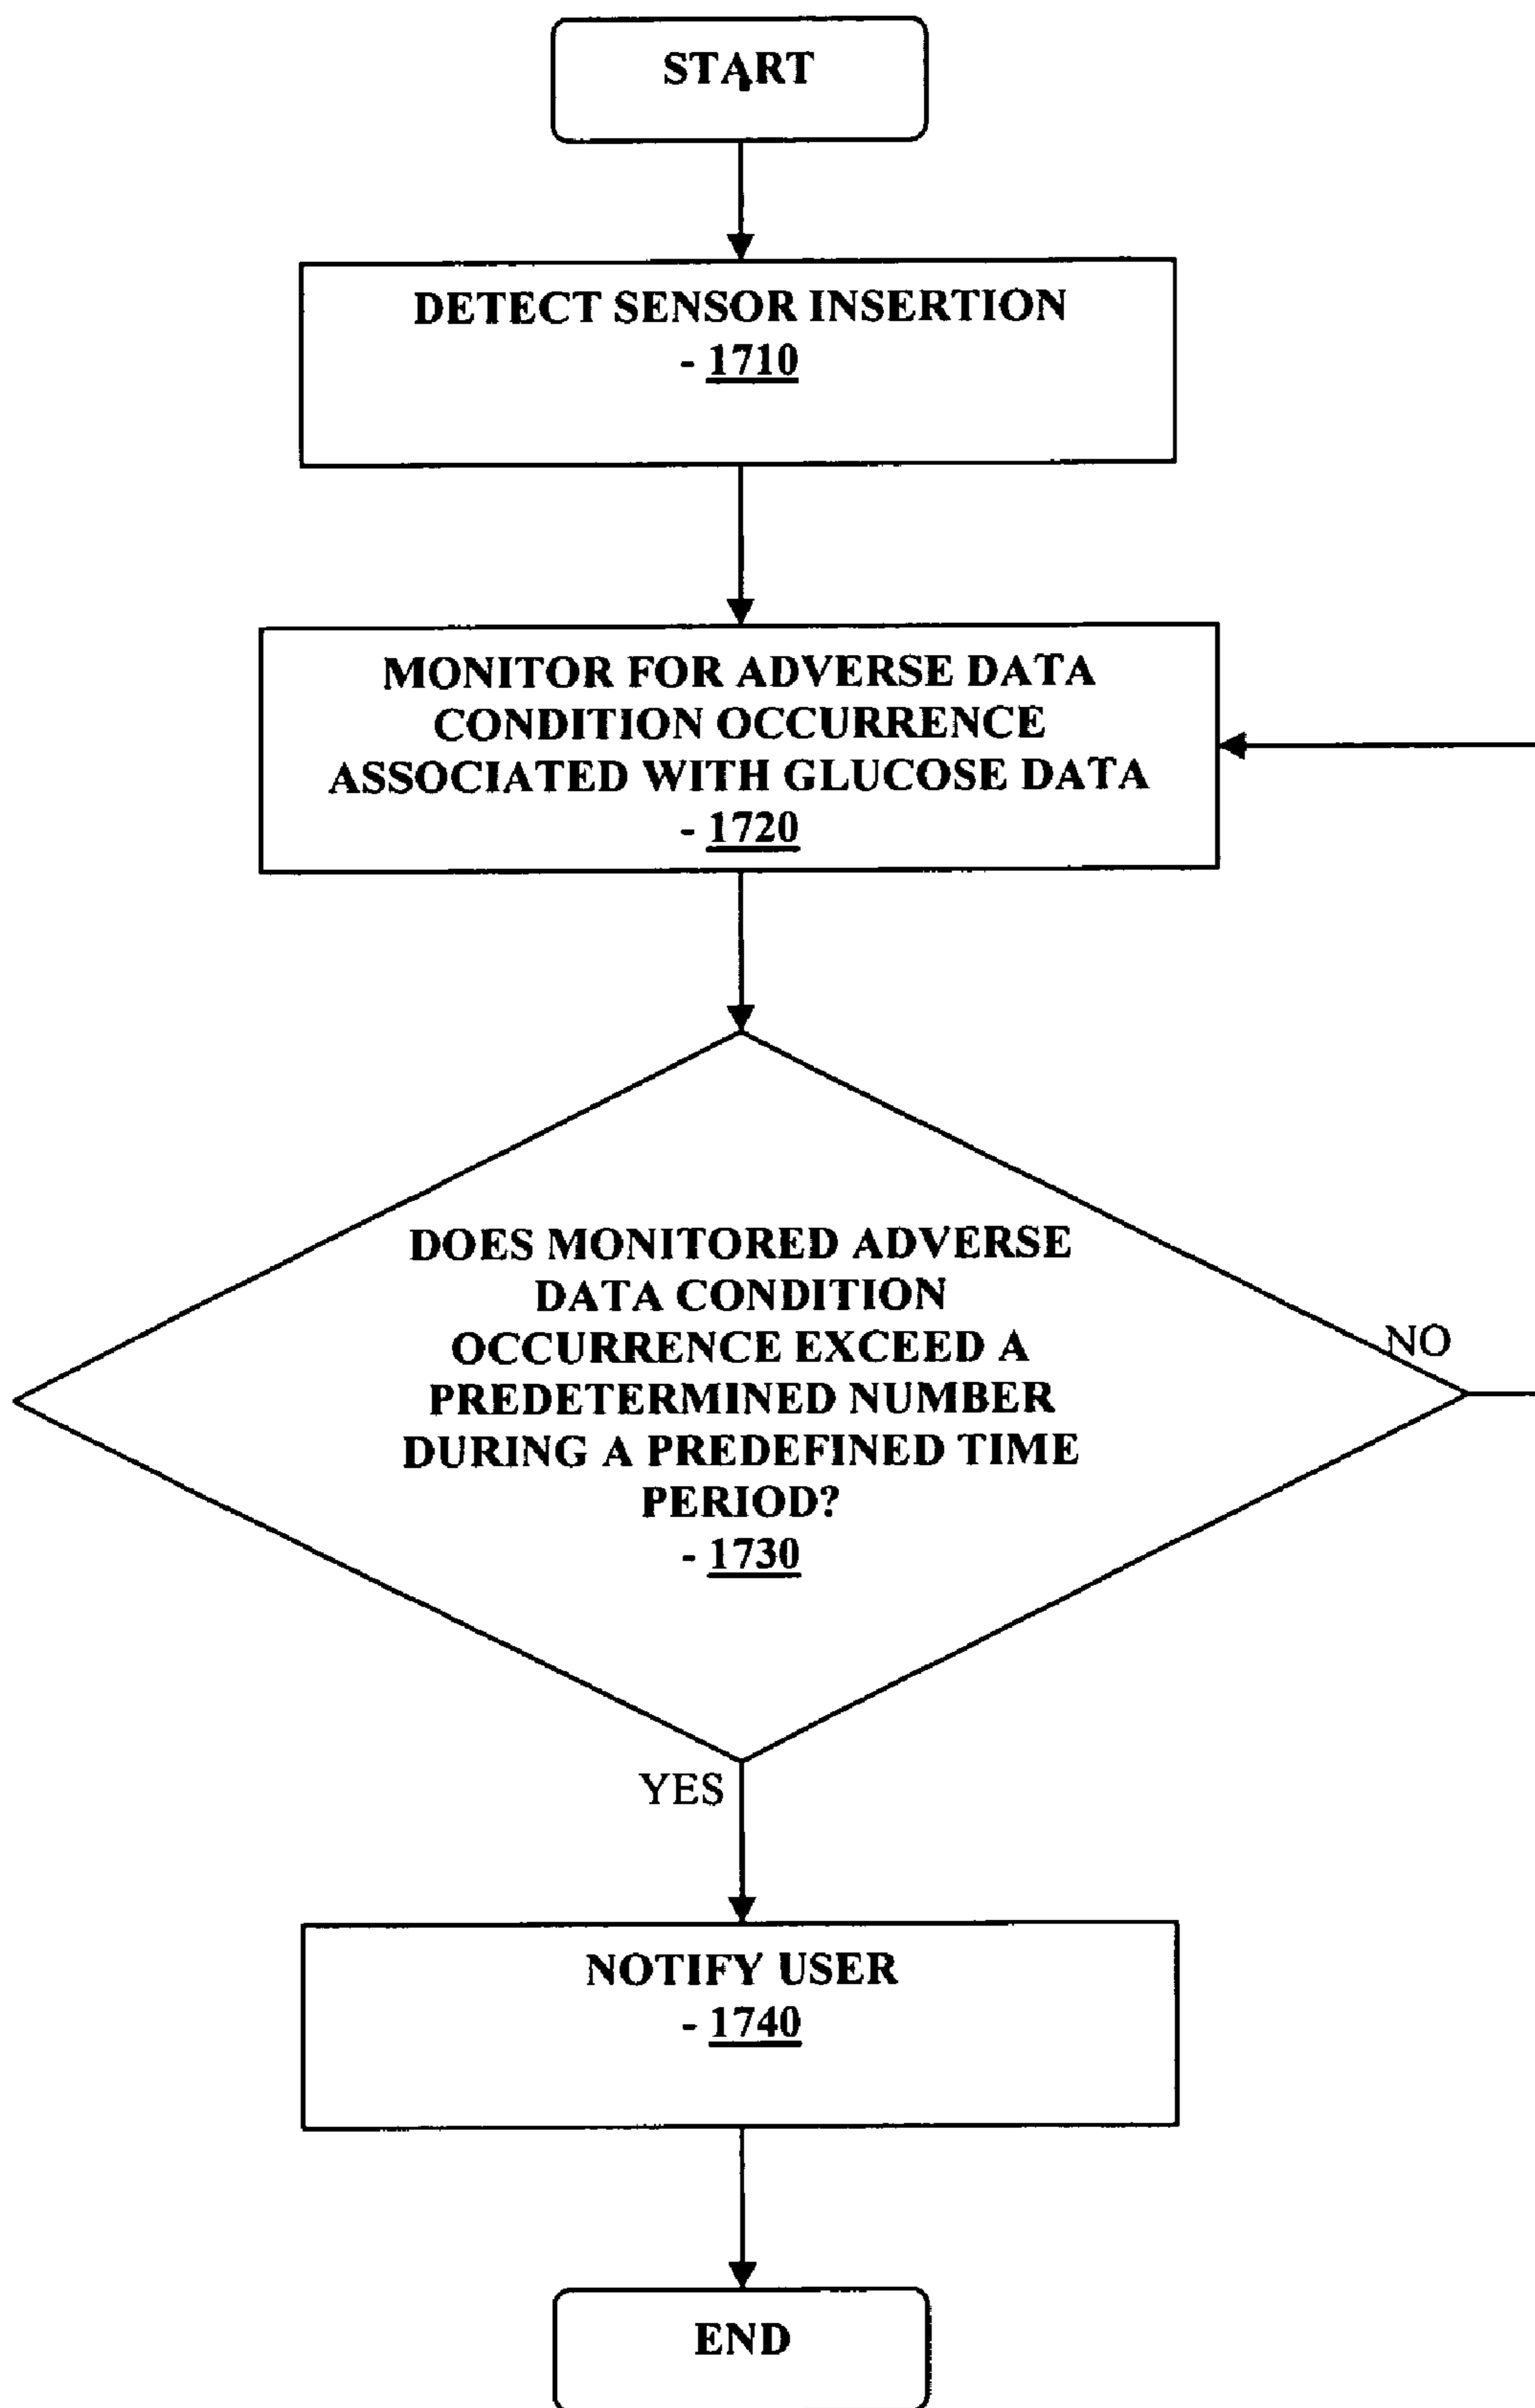 START
DETECT SENSOR INSERTION
- 1710
MONITOR FOR ADVERSE DATA
CONDITION OCCURRENCE
ASSOCIATED WITH GLUCOSE DATA
- 1720
DOES MONITORED ADVERSE
DATA CONDITION
OCCURRENCE EXCEED A
PREDETERMINED NUMBER
DURING A PREDEFINED TIME
PERIOD?
- 1730
NO
YES
NOTIFY USER
- 1740
END